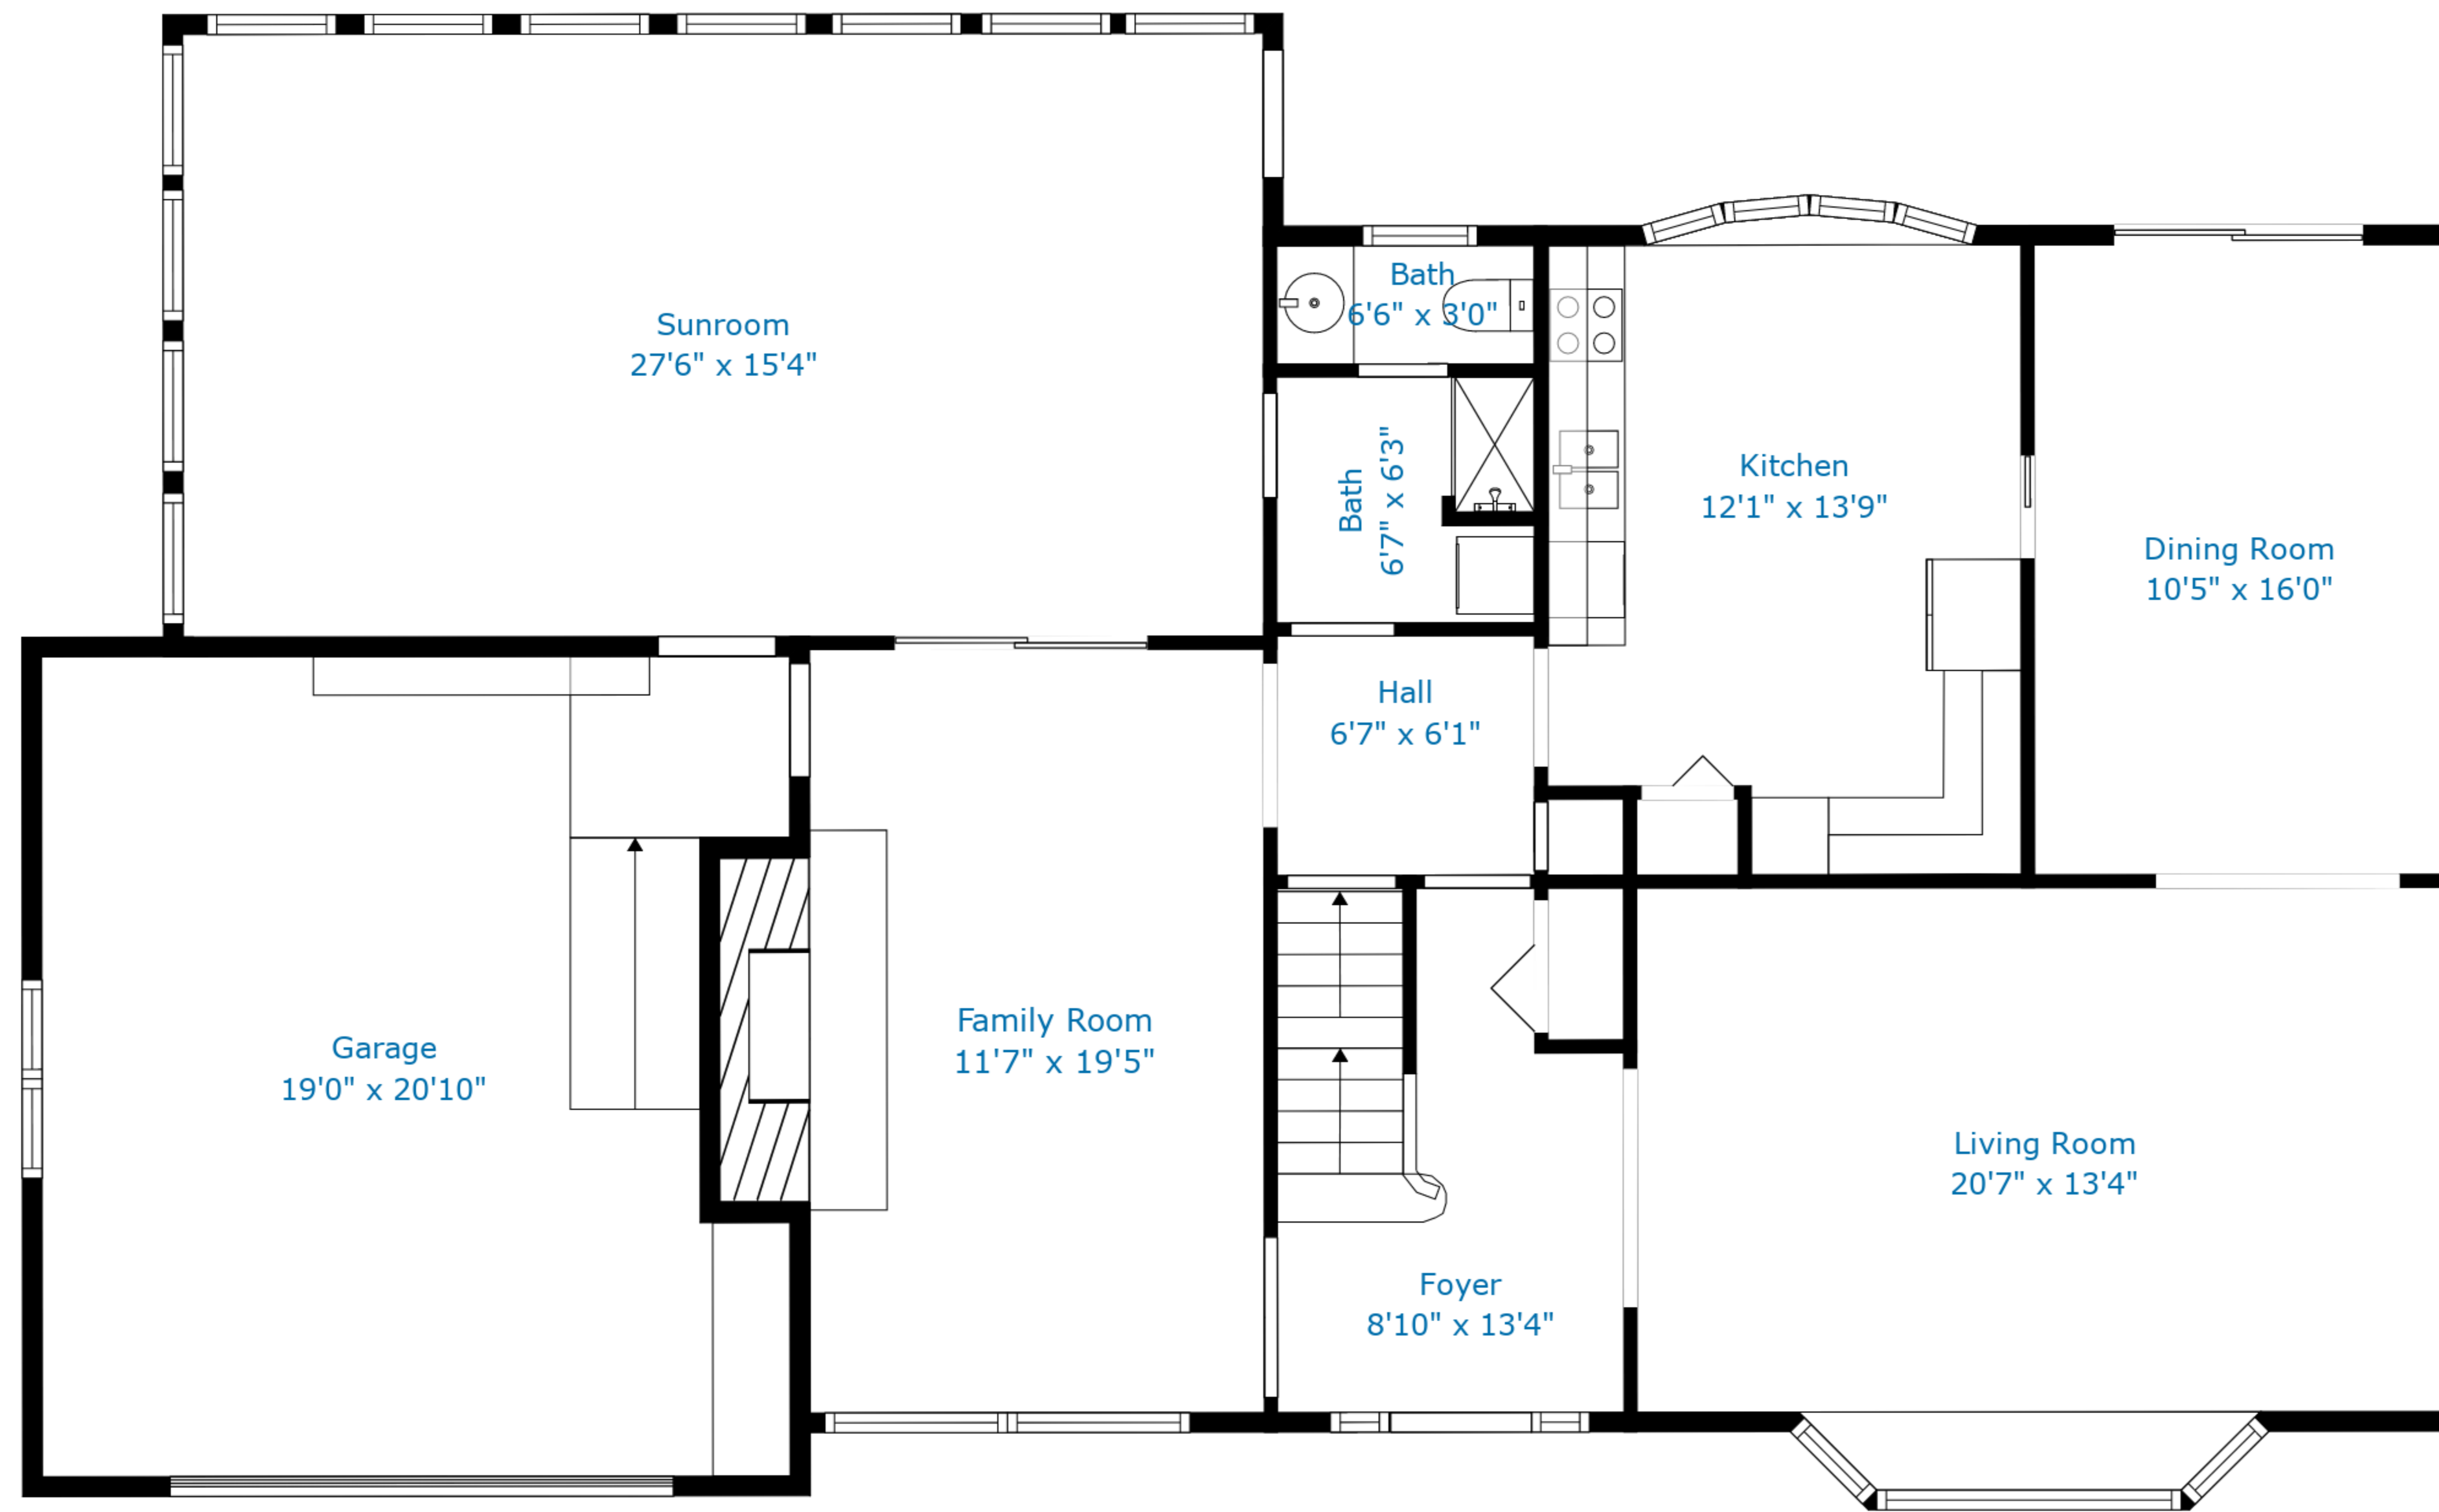 Sunroom
27'6" x 15'4"
Bath
6'6" x 3'0"
Bath
6'7" x 6'3"
Kitchen
12'1" x 13'9"
Dining Room
10'5" x 16'0"
Hall
6'7" x 6'1"
Garage
19'0" x 20'10"
Family Room
11'7" x 19'5"
Living Room
20'7" x 13'4"
Foyer
8'10" x 13'4"